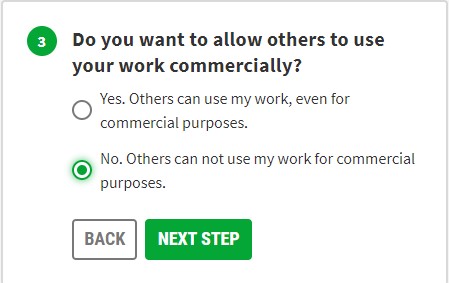 3
Do you want to allow others to use
your work commercially?
Yes. Others can use my work, even for
commercial purposes.
No. Others can not use my work for commercial
purposes.
BACK
NEXT STEP